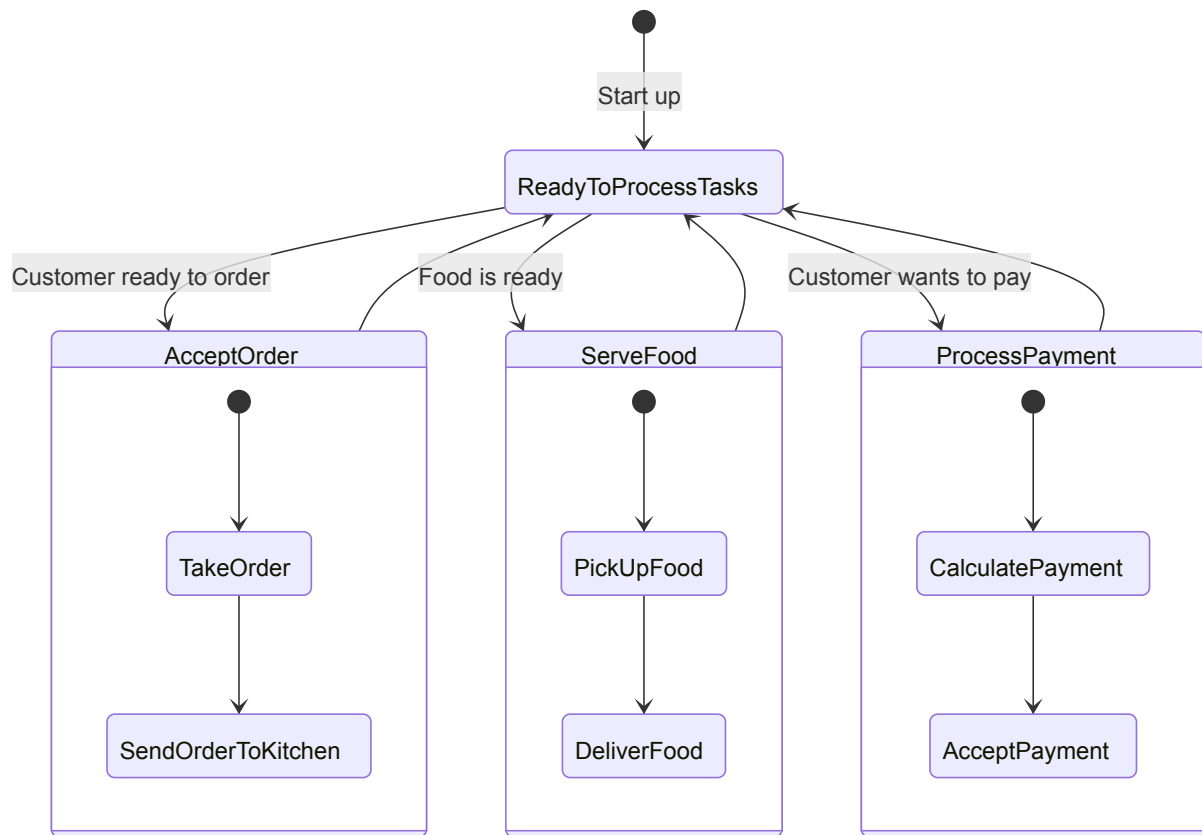 Start up
ReadyToProcessTasks
Customer ready to order
Food is ready
Customer wants to pay
AcceptOrder
ServeFood
ProcessPayment
TakeOrder
PickUpFood
CalculatePayment
SendOrderToKitchen
DeliverFood
AcceptPayment